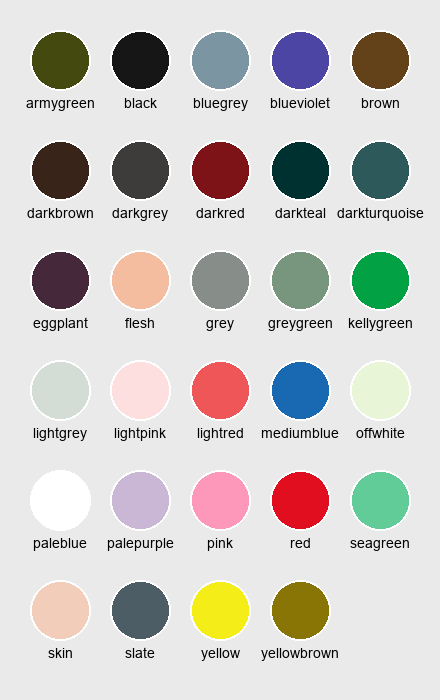 armygreen black bluegrey blueviolet brown
darkbrown darkgrey darkred darkteal darkturquoise
eggplant flesh grey greygreen kellygreen
lightgrey lightpink lightred mediumblue offwhite
paleblue palepurple pink red seagreen
skin slate yellow yellowbrown